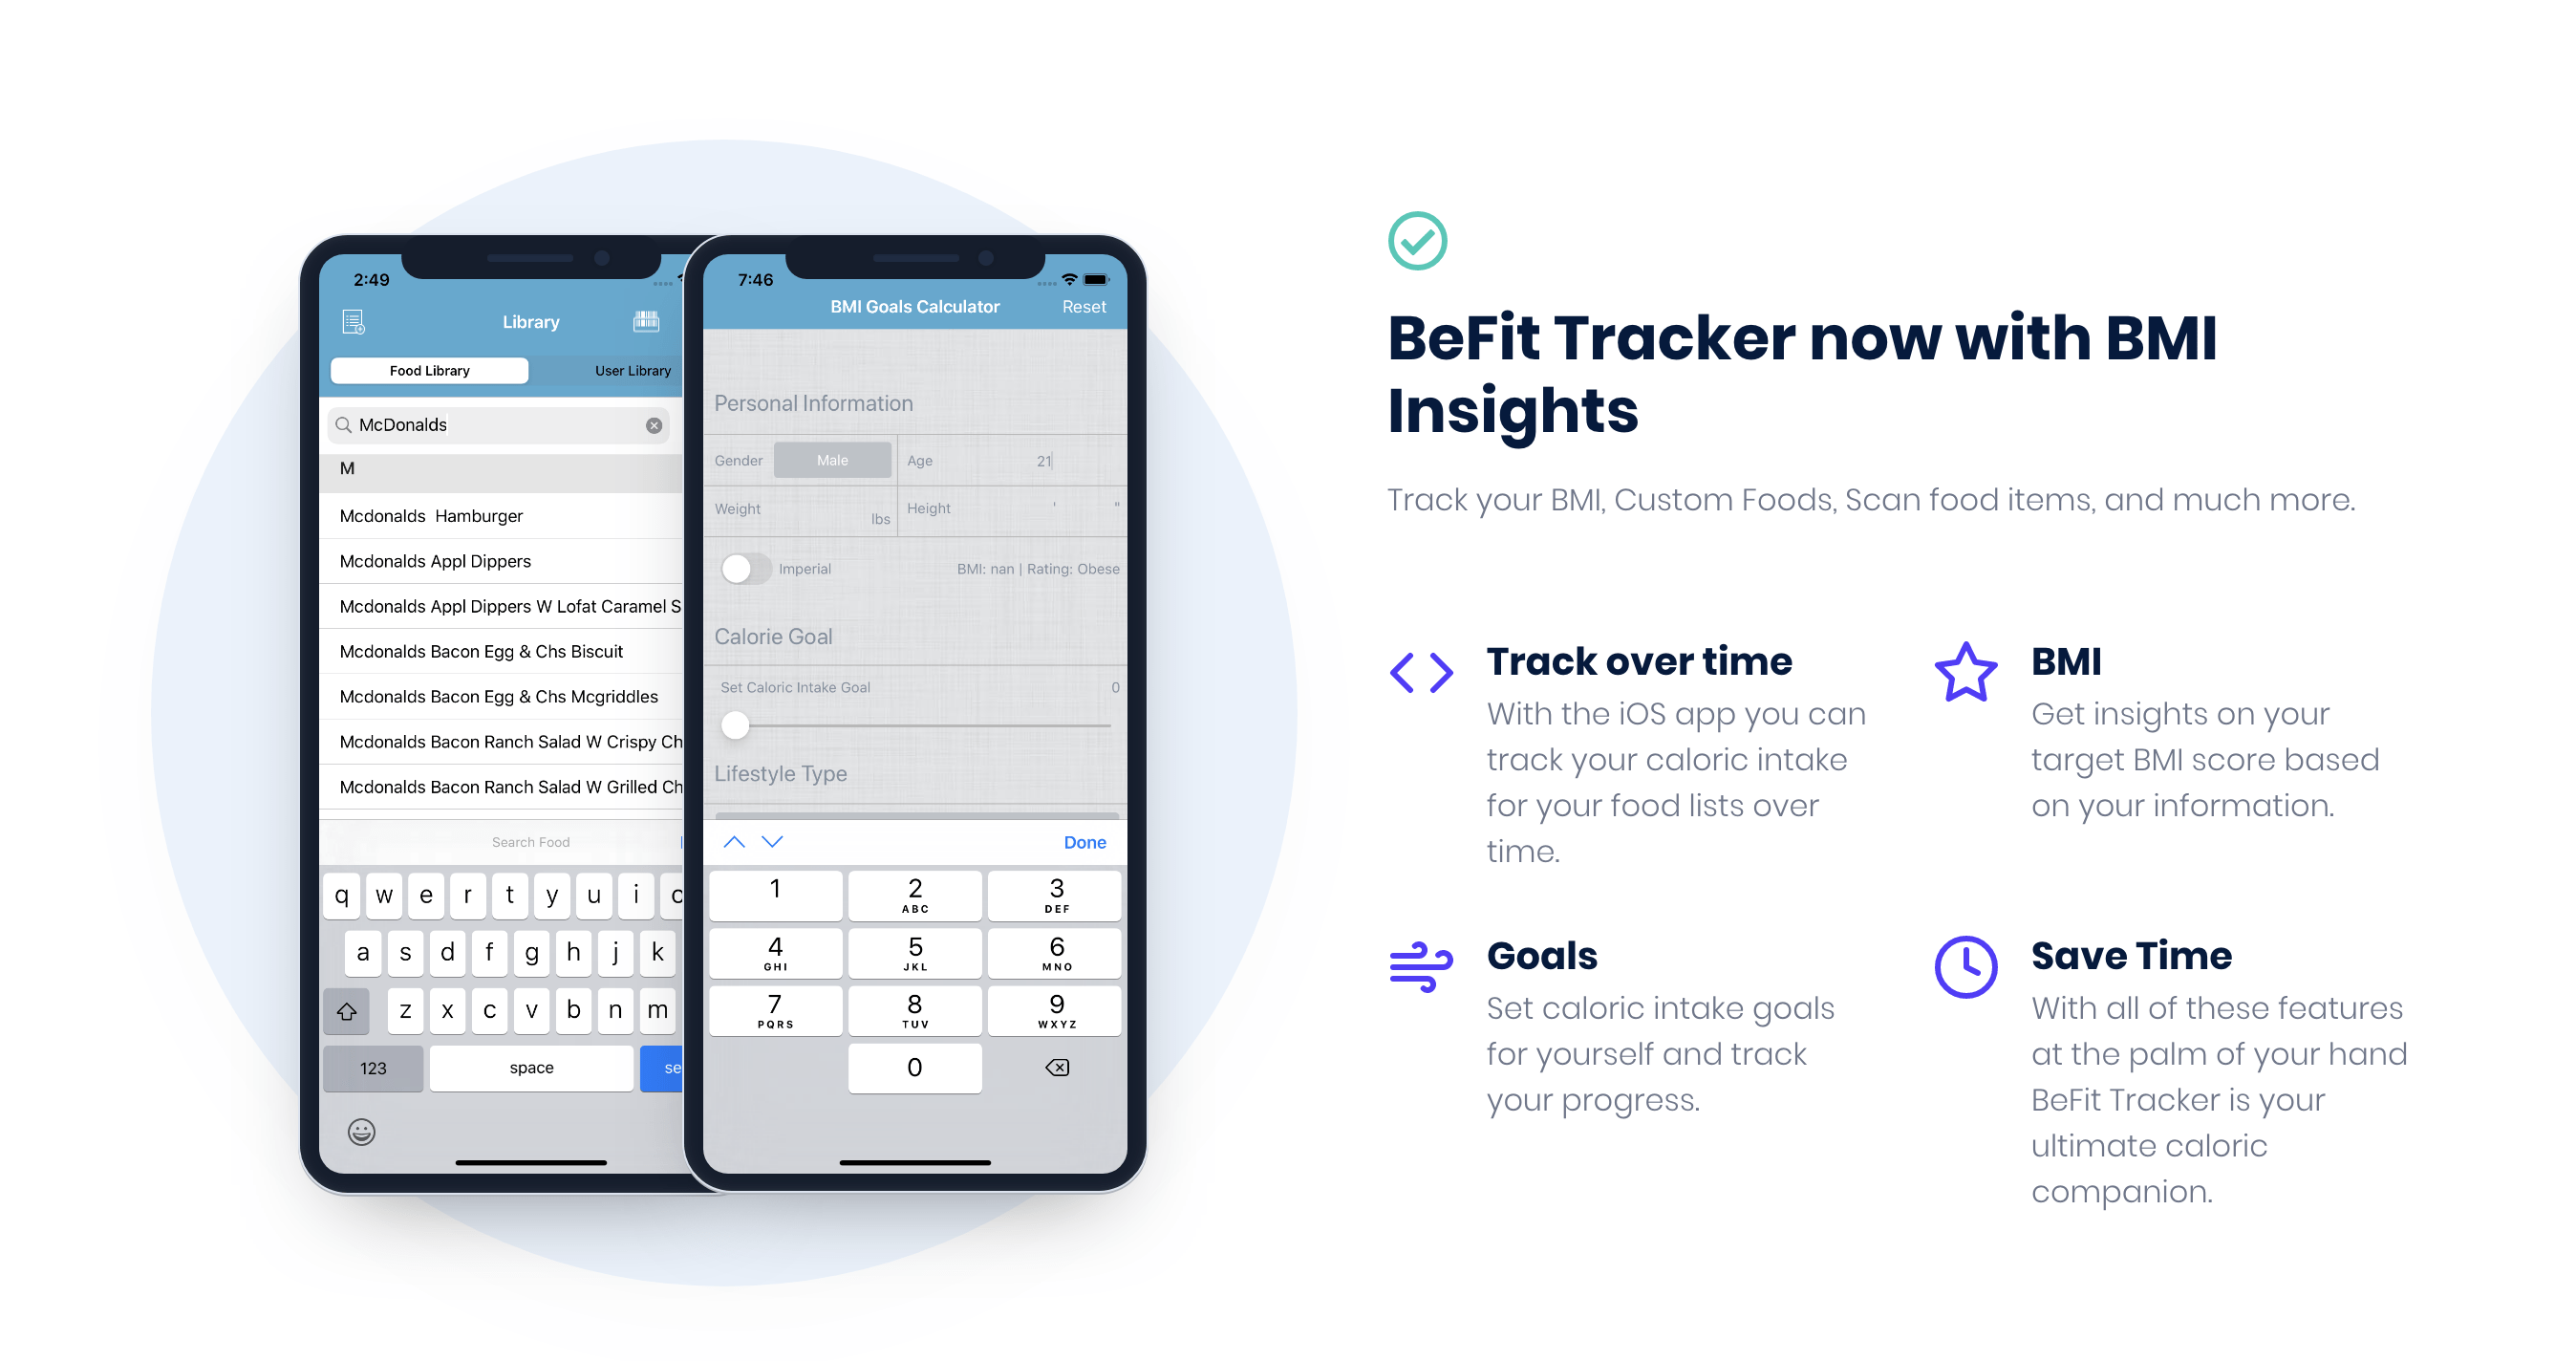 2:49
Library
Food Library
User Library
McDonalds
M
Mcdonalds  Hamburger
Mcdonalds Appl Dippers
Mcdonalds Appl Dippers W Lofat Caramel S
Mcdonalds Bacon Egg & Chs Biscuit
Mcdonalds Bacon Egg & Chs Mcgriddles
Mcdonalds Bacon Ranch Salad W Crispy Ch
Mcdonalds Bacon Ranch Salad W Grilled Ch
Search Food
q w e r t y u i
a s d f g h j k
z x c v b n m
123 space se
7:46
BMI Goals Calculator Reset
Personal Information
Gender Male Age 21
Weight lbs Height ' "
Imperial BMI: nan | Rating: Obese
Calorie Goal
Set Caloric Intake Goal 0
Lifestyle Type
Done
1 2 3
ABC DEF
4 5 6
GHI JKL MNO
7 8 9
PQRS TUV WXYZ
0
BeFit Tracker now with BMI
Insights
Track your BMI, Custom Foods, Scan food items, and much more.
Track over time
With the iOS app you can
track your caloric intake
for your food lists over
time.
BMI
Get insights on your
target BMI score based
on your information.
Goals
Set caloric intake goals
for yourself and track
your progress.
Save Time
With all of these features
at the palm of your hand
BeFit Tracker is your
ultimate caloric
companion.